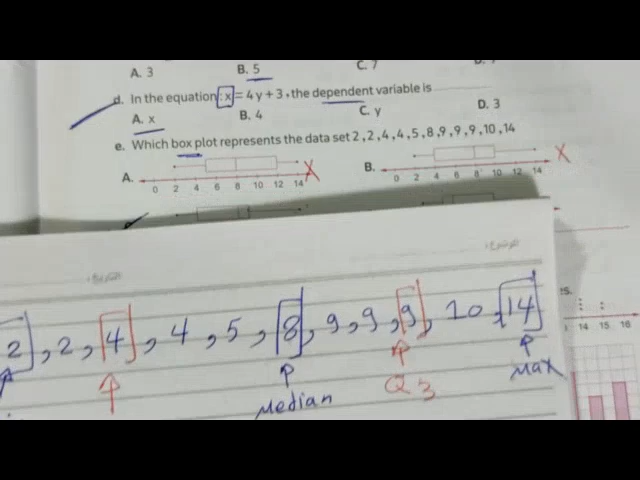 A. 3 B. 5 C. 7
d. In the equation : x = 4 y + 3 , the dependent variable is
A. x B. 4 C. y D. 3
e. Which box plot represents the data set 2 , 2 , 4 , 4 , 5 , 8 , 9 , 9 , 9 , 10 , 14
A. 0 2 4 6 8 10 12 14 X
B. 0 2 4 6 8 10 12 14 X
2 , 2 , 4 , 4 , 5 , 8 , 9 , 9 , 9 , 10 , 14
Median Q3 Max
14 15 16